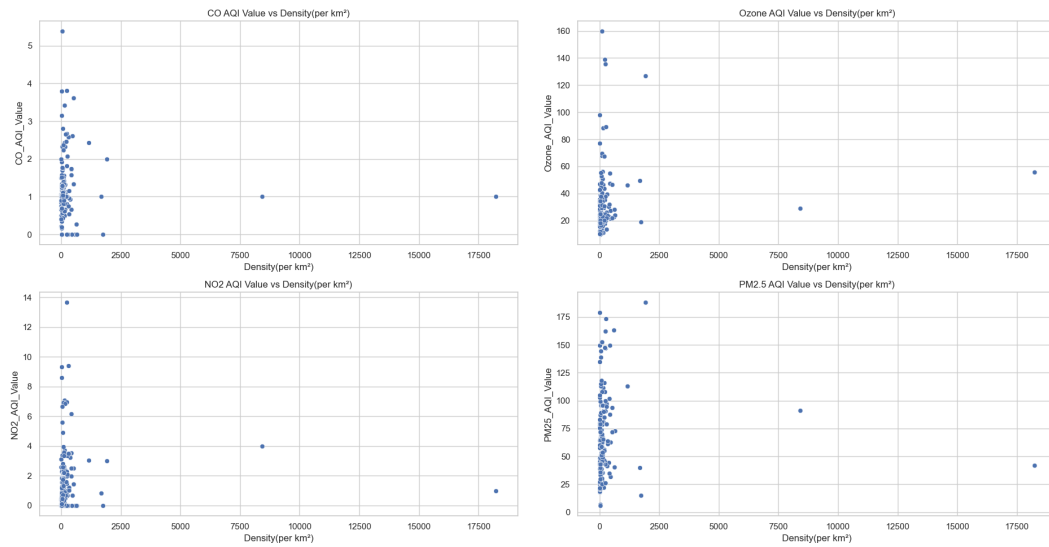 CO AQI Value vs Density(per km²)
5
4
3
2
1
0
CO_AQI_Value
0 2500 5000 7500 10000 12500 15000 17500
Density(per km²)
Ozone AQI Value vs Density(per km²)
160
140
120
100
80
60
40
20
Ozone_AQI_Value
0 2500 5000 7500 10000 12500 15000 17500
Density(per km²)
NO2 AQI Value vs Density(per km²)
14
12
10
8
6
4
2
0
NO2_AQI_Value
0 2500 5000 7500 10000 12500 15000 17500
Density(per km²)
PM2.5 AQI Value vs Density(per km²)
175
150
125
100
75
50
25
0
PM25_AQI_Value
0 2500 5000 7500 10000 12500 15000 17500
Density(per km²)